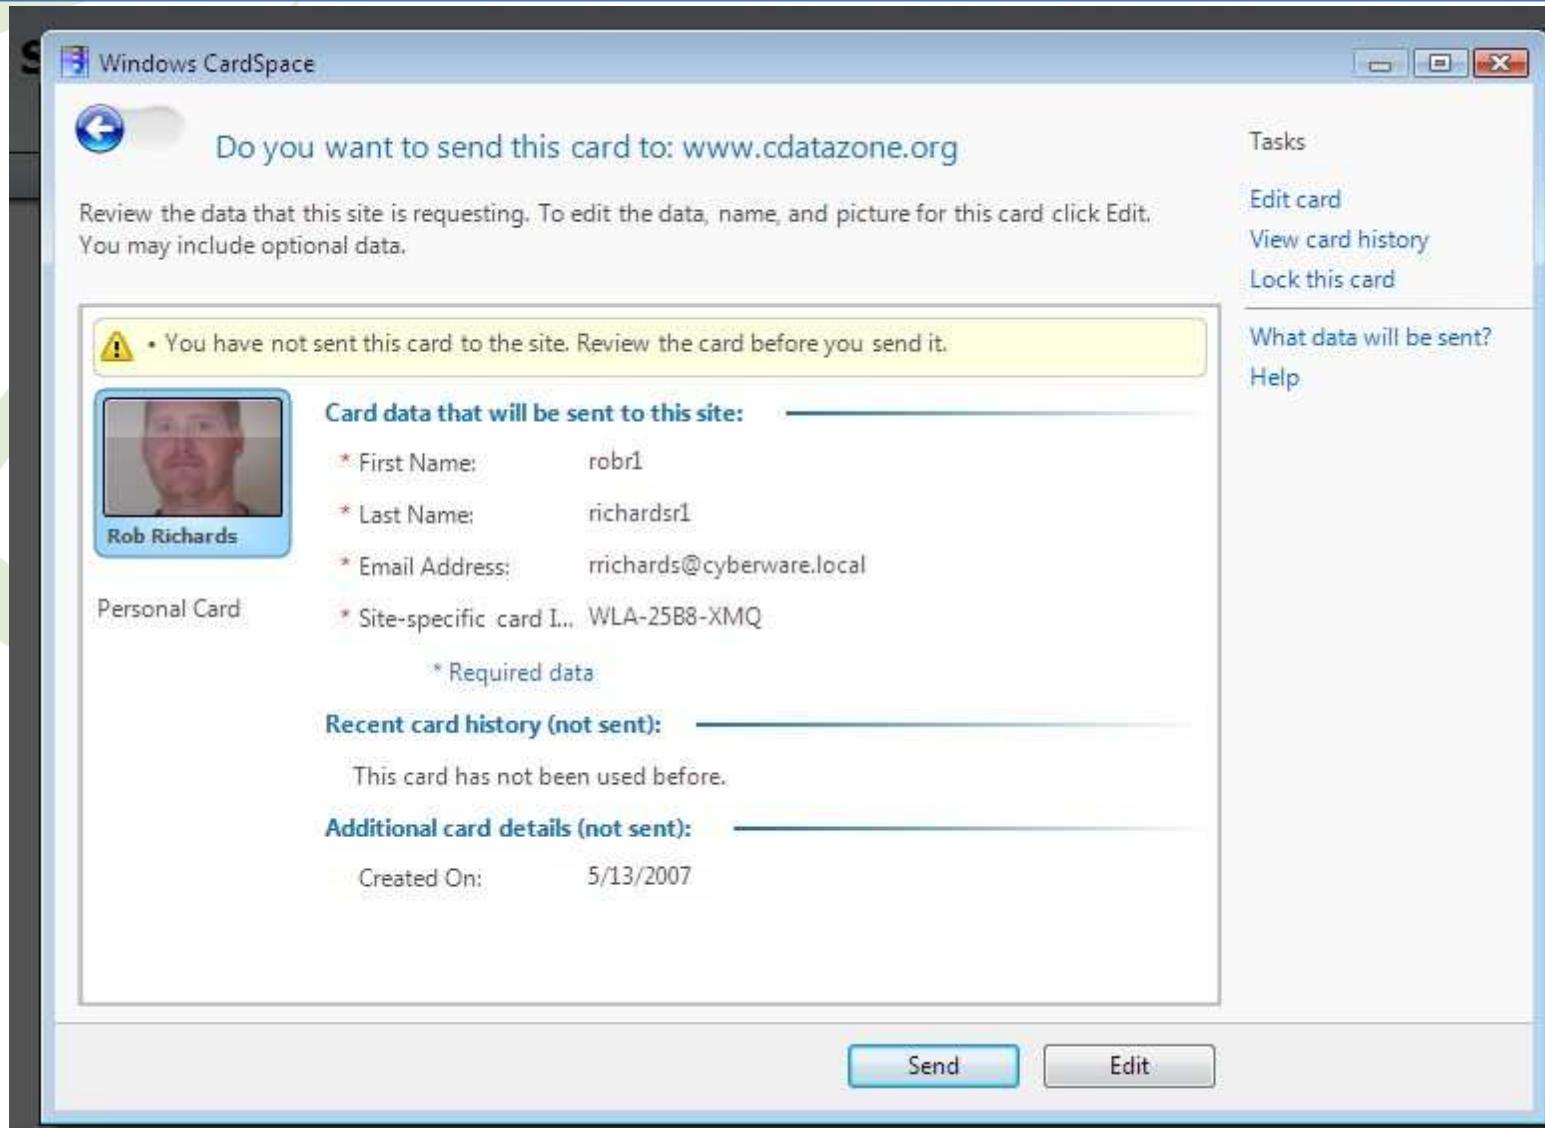 S
Windows CardSpace
Do you want to send this card to: www.cdatazone.org
Review the data that this site is requesting. To edit the data, name, and picture for this card click Edit.
You may include optional data.
• You have not sent this card to the site. Review the card before you send it.
Rob Richards
Personal Card
Card data that will be sent to this site:
* First Name: robr1
* Last Name: richardsr1
* Email Address: rrichards@cyberware.local
* Site-specific card I... WLA-25B8-XMQ
* Required data
Recent card history (not sent):
This card has not been used before.
Additional card details (not sent):
Created On: 5/13/2007
Send
Edit
Tasks
Edit card
View card history
Lock this card
What data will be sent?
Help